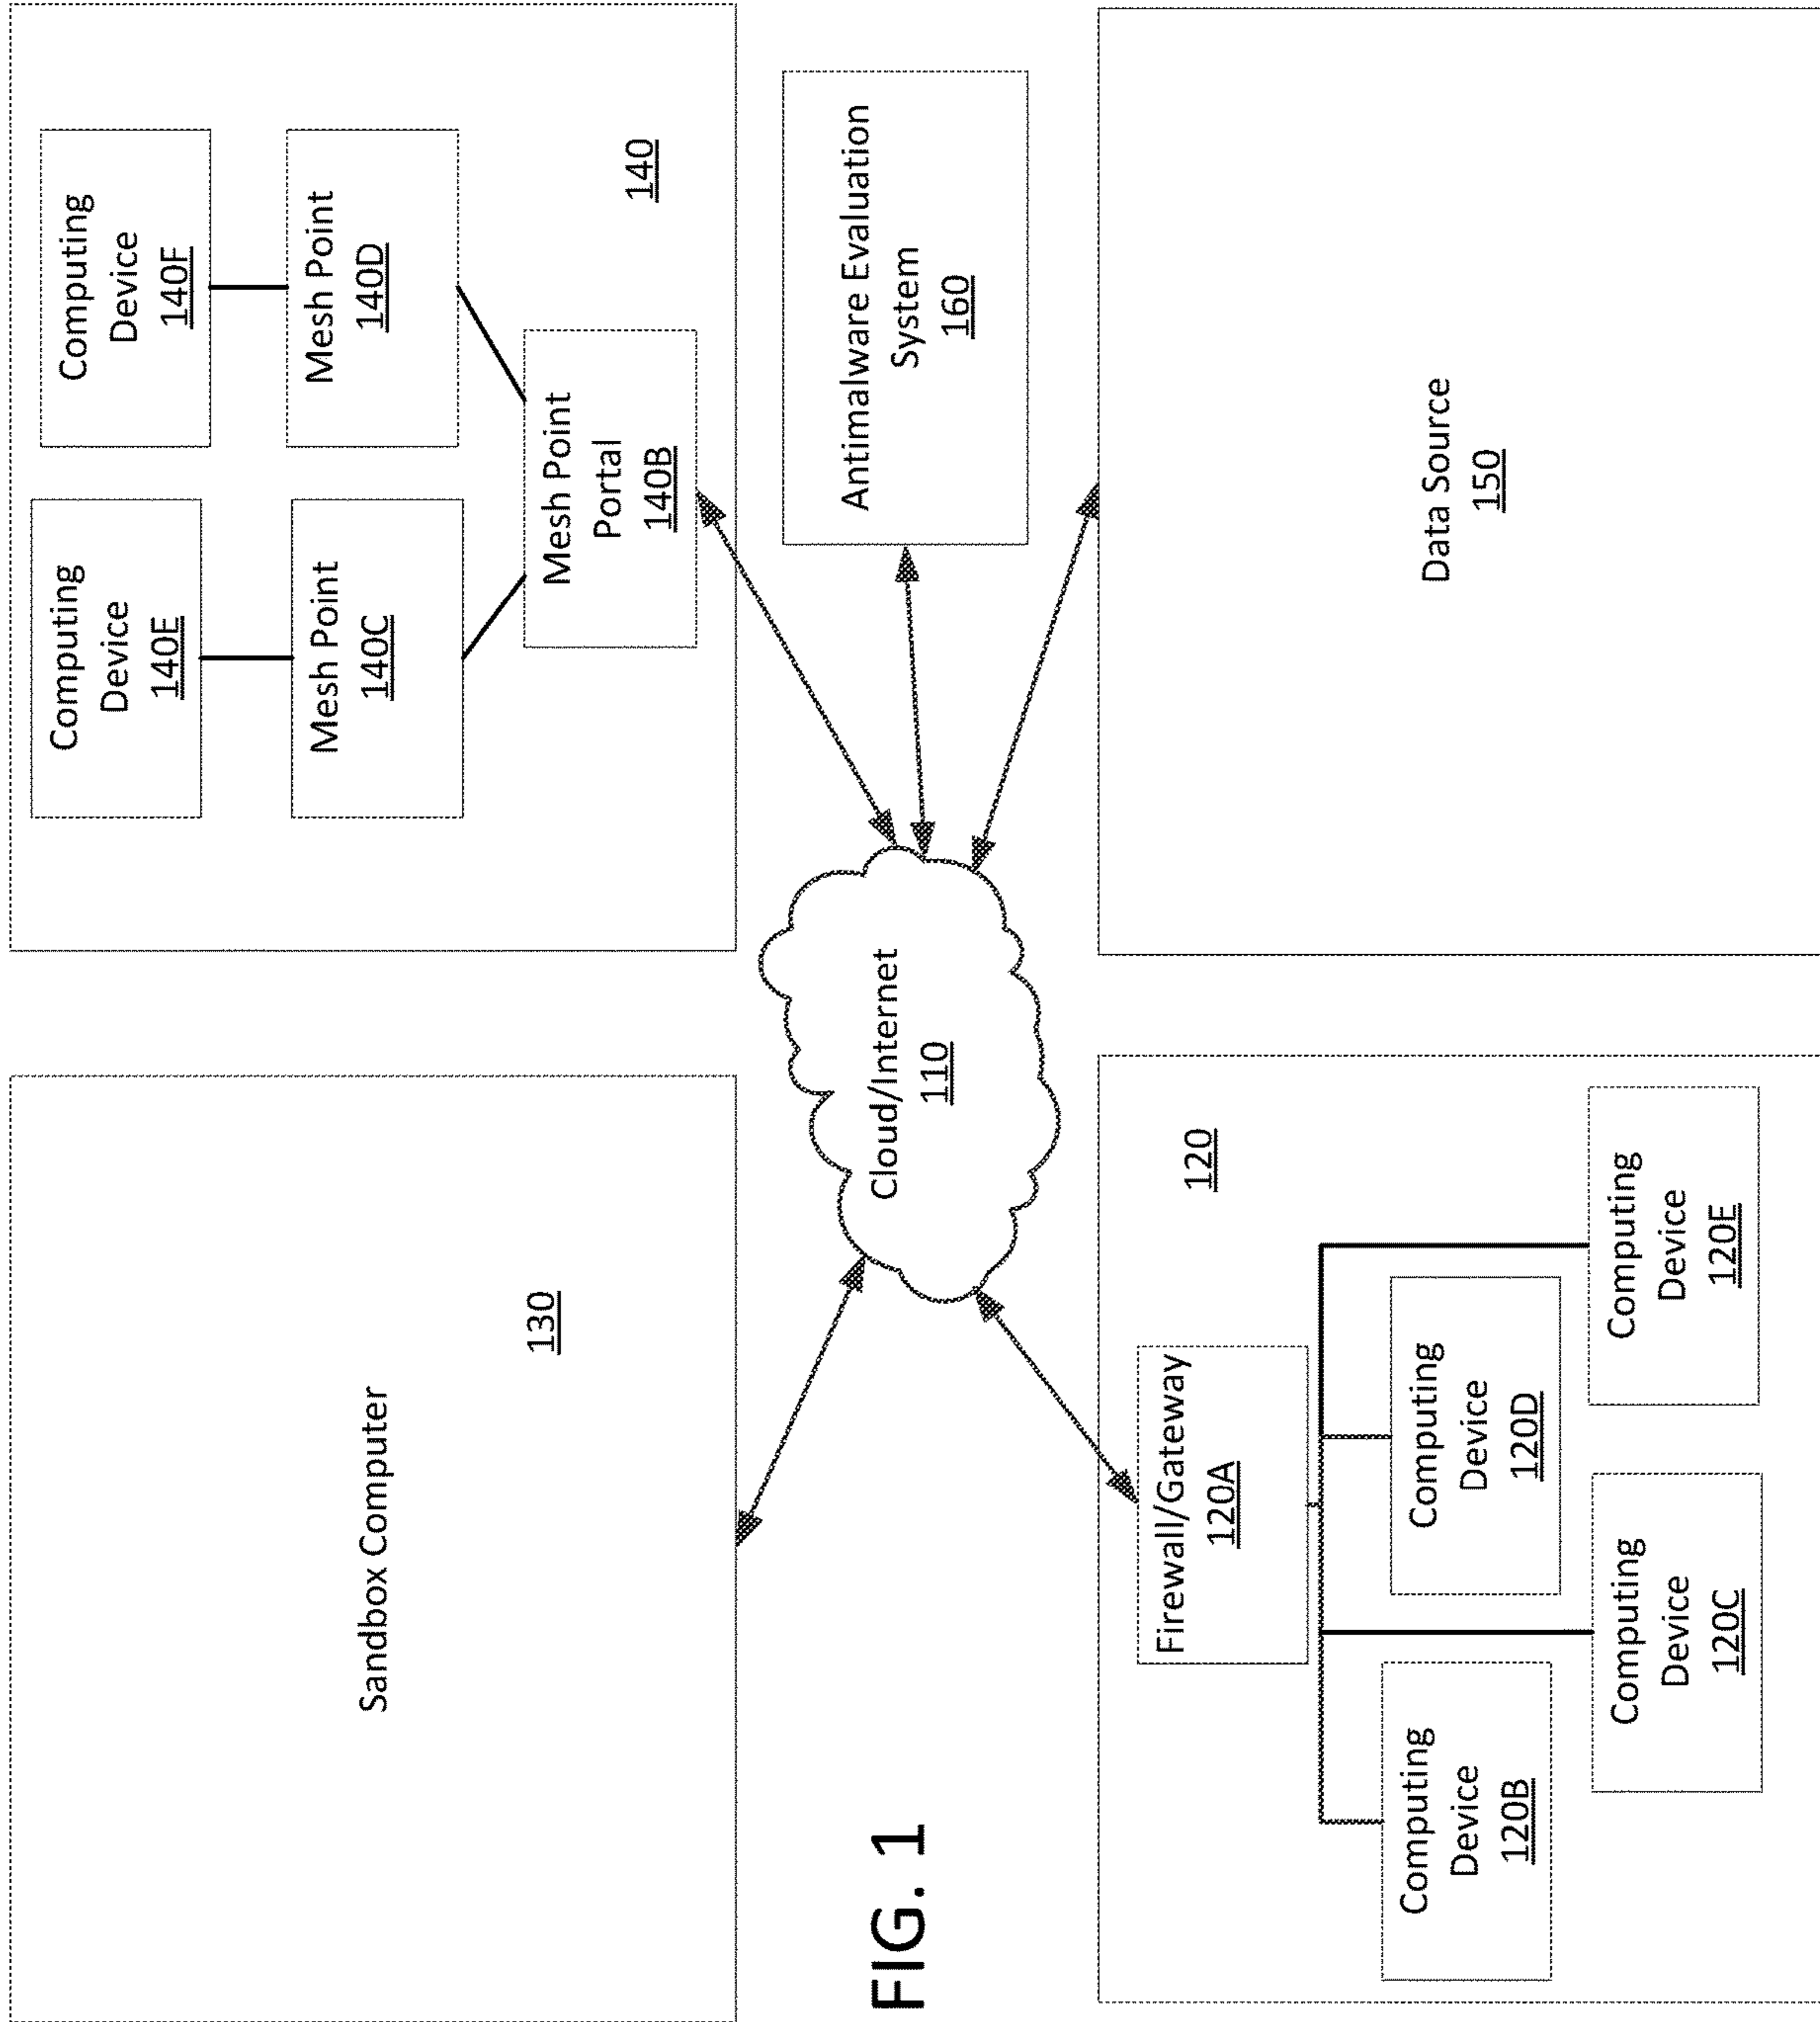 Sandbox Computer
130
Computing
Device
140E
Computing
Device
140F
Mesh Point
140C
Mesh Point
140D
Mesh Point
Portal
140B
140
Cloud/Internet
110
Antimalware Evaluation
System
160
FIG. 1
120
Firewall/Gateway
120A
Computing
Device
120B
Computing
Device
120D
Computing
Device
120C
Computing
Device
120E
Data Source
150